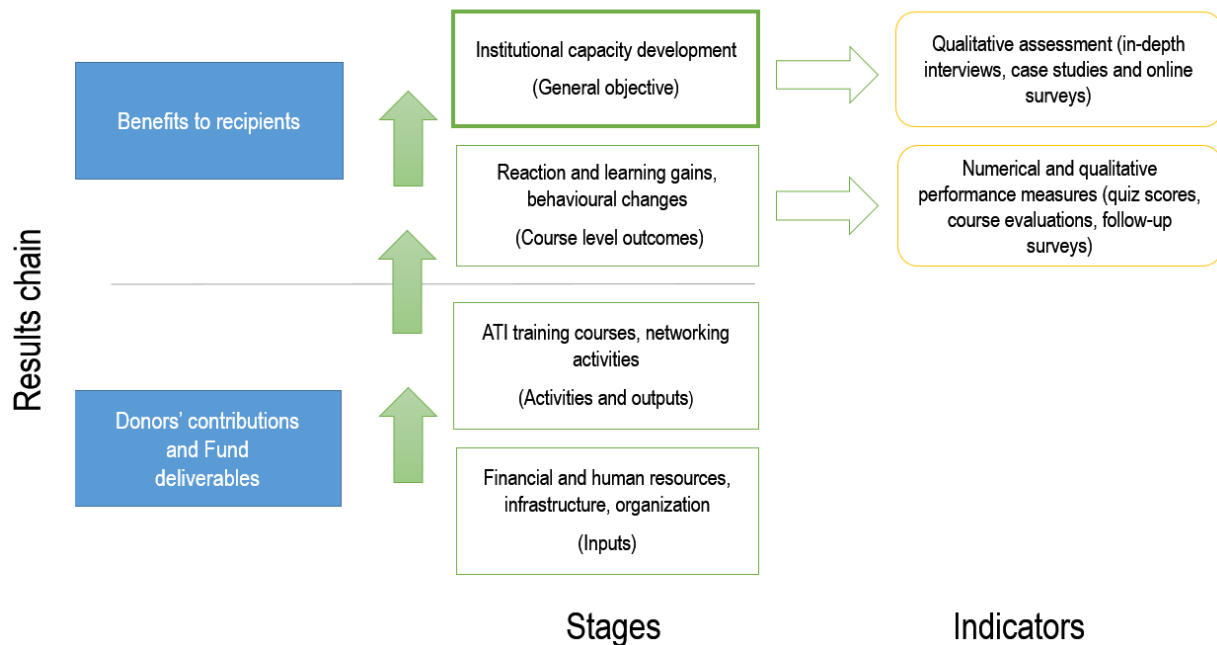 Results chain
Benefits to recipients
Donors’ contributions
and Fund
deliverables
Institutional capacity development
(General objective)
Reaction and learning gains,
behavioural changes
(Course level outcomes)
ATI training courses, networking
activities
(Activities and outputs)
Financial and human resources,
infrastructure, organization
(Inputs)
Stages
Qualitative assessment (in-depth
interviews, case studies and online
surveys)
Numerical and qualitative
performance measures (quiz scores,
course evaluations, follow-up
surveys)
Indicators